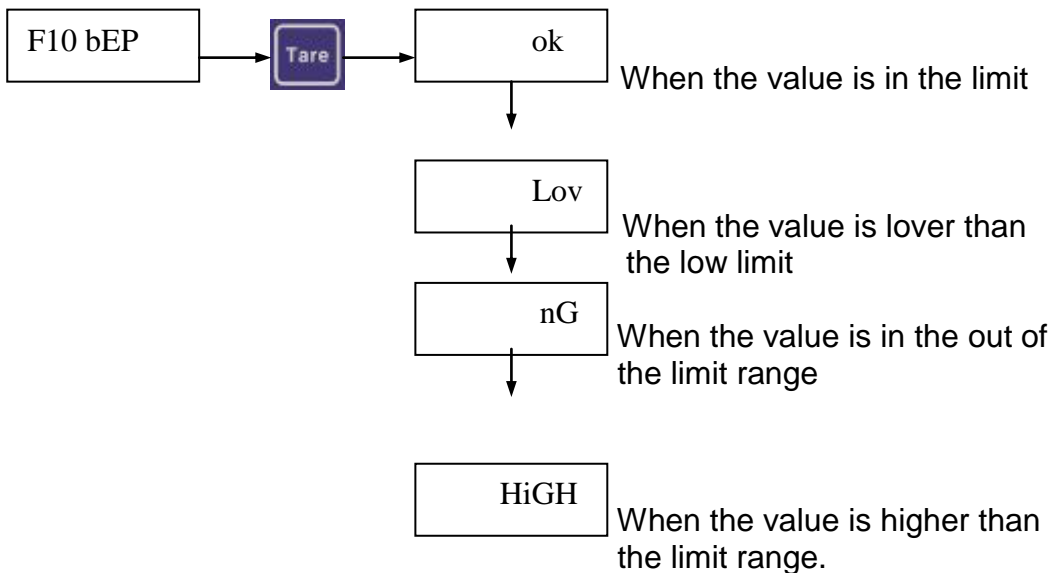 F10 bEP
Tare
ok
When the value is in the limit
Lov
When the value is lover than
the low limit
nG
When the value is in the out of
the limit range
HiGH
When the value is higher than
the limit range.